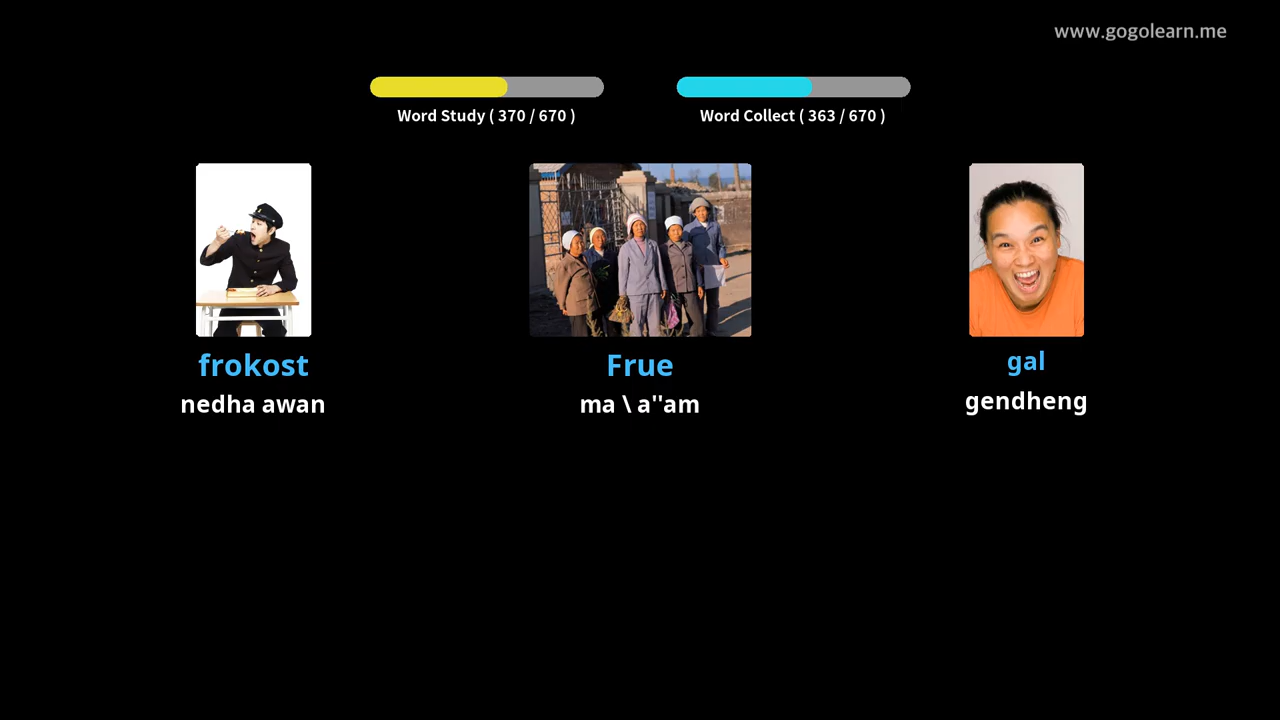 www.gogolearn.me
Word Study ( 370 / 670 )
Word Collect ( 363 / 670 )
frokost
nedha awan
Frue
ma \ a''am
gal
gendheng